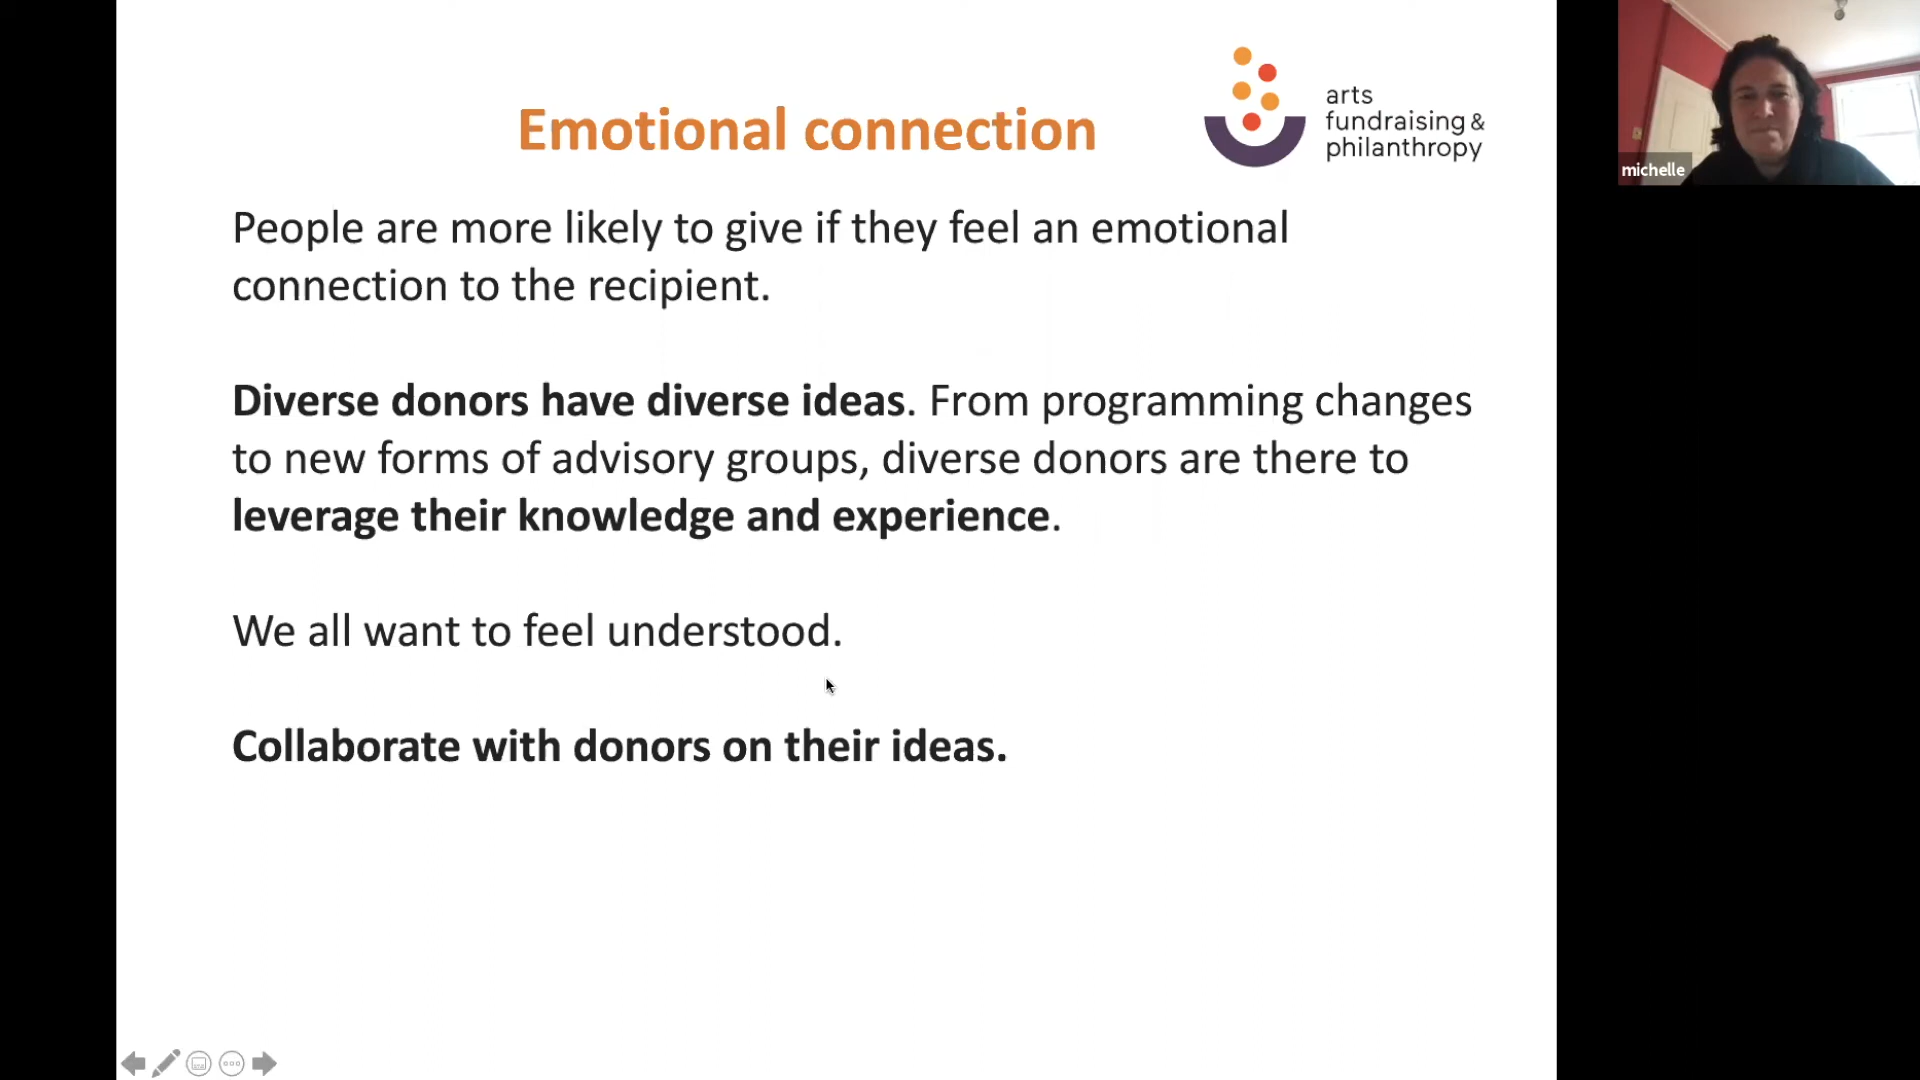 Emotional connection
arts
fundraising &
philanthropy
michelle
People are more likely to give if they feel an emotional
connection to the recipient.
Diverse donors have diverse ideas. From programming changes
to new forms of advisory groups, diverse donors are there to
leverage their knowledge and experience.
We all want to feel understood.
Collaborate with donors on their ideas.